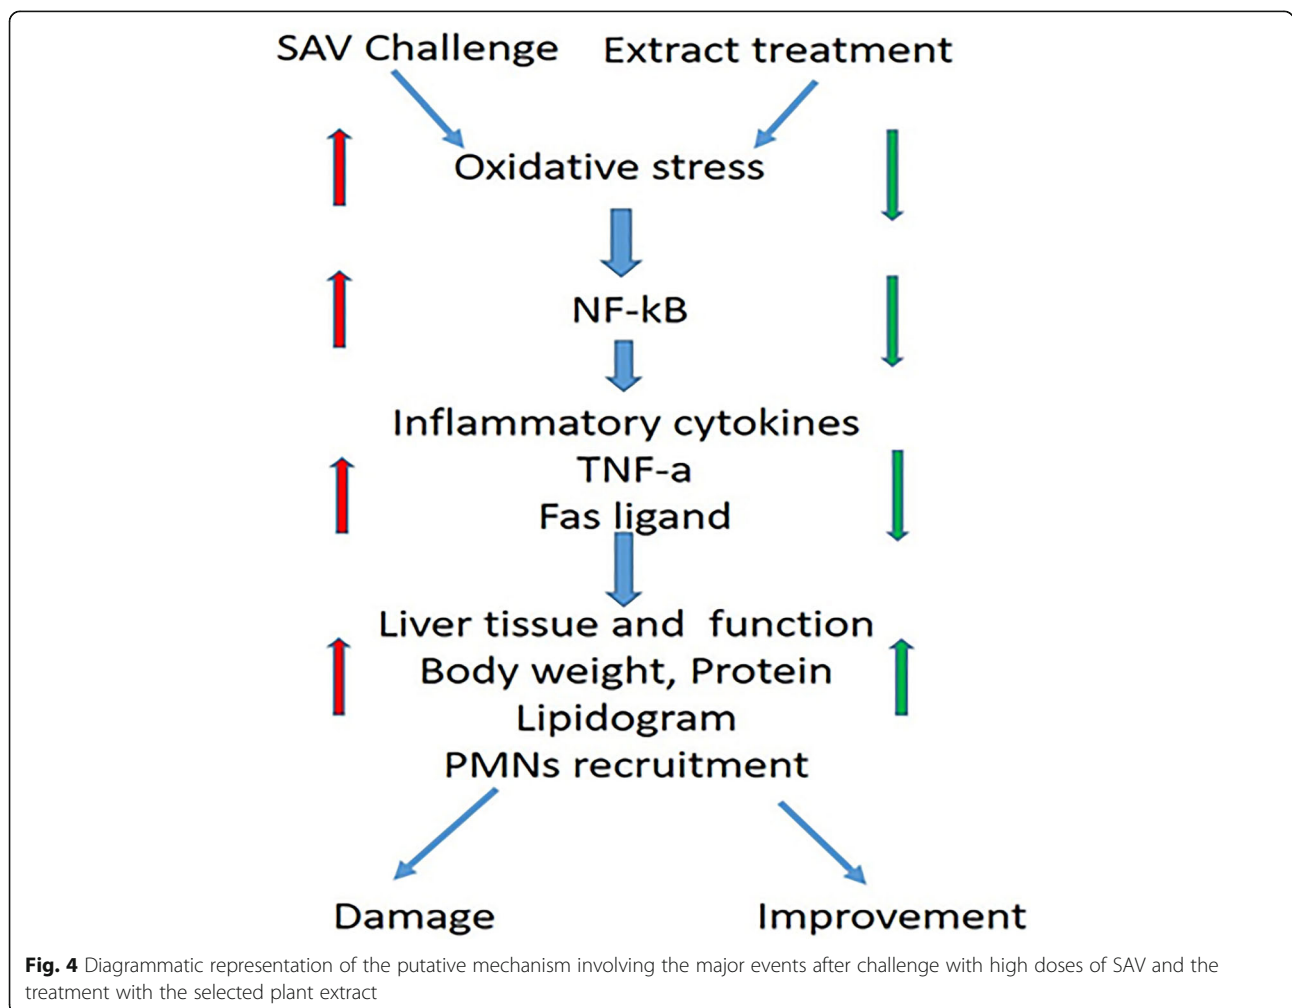 SAV Challenge Extract treatment
Oxidative stress
NF-kB
Inflammatory cytokines
TNF-a
Fas ligand
Liver tissue and function
Body weight, Protein
Lipidogram
PMNs recruitment
Damage Improvement
Fig. 4 Diagrammatic representation of the putative mechanism involving the major events after challenge with high doses of SAV and the
treatment with the selected plant extract